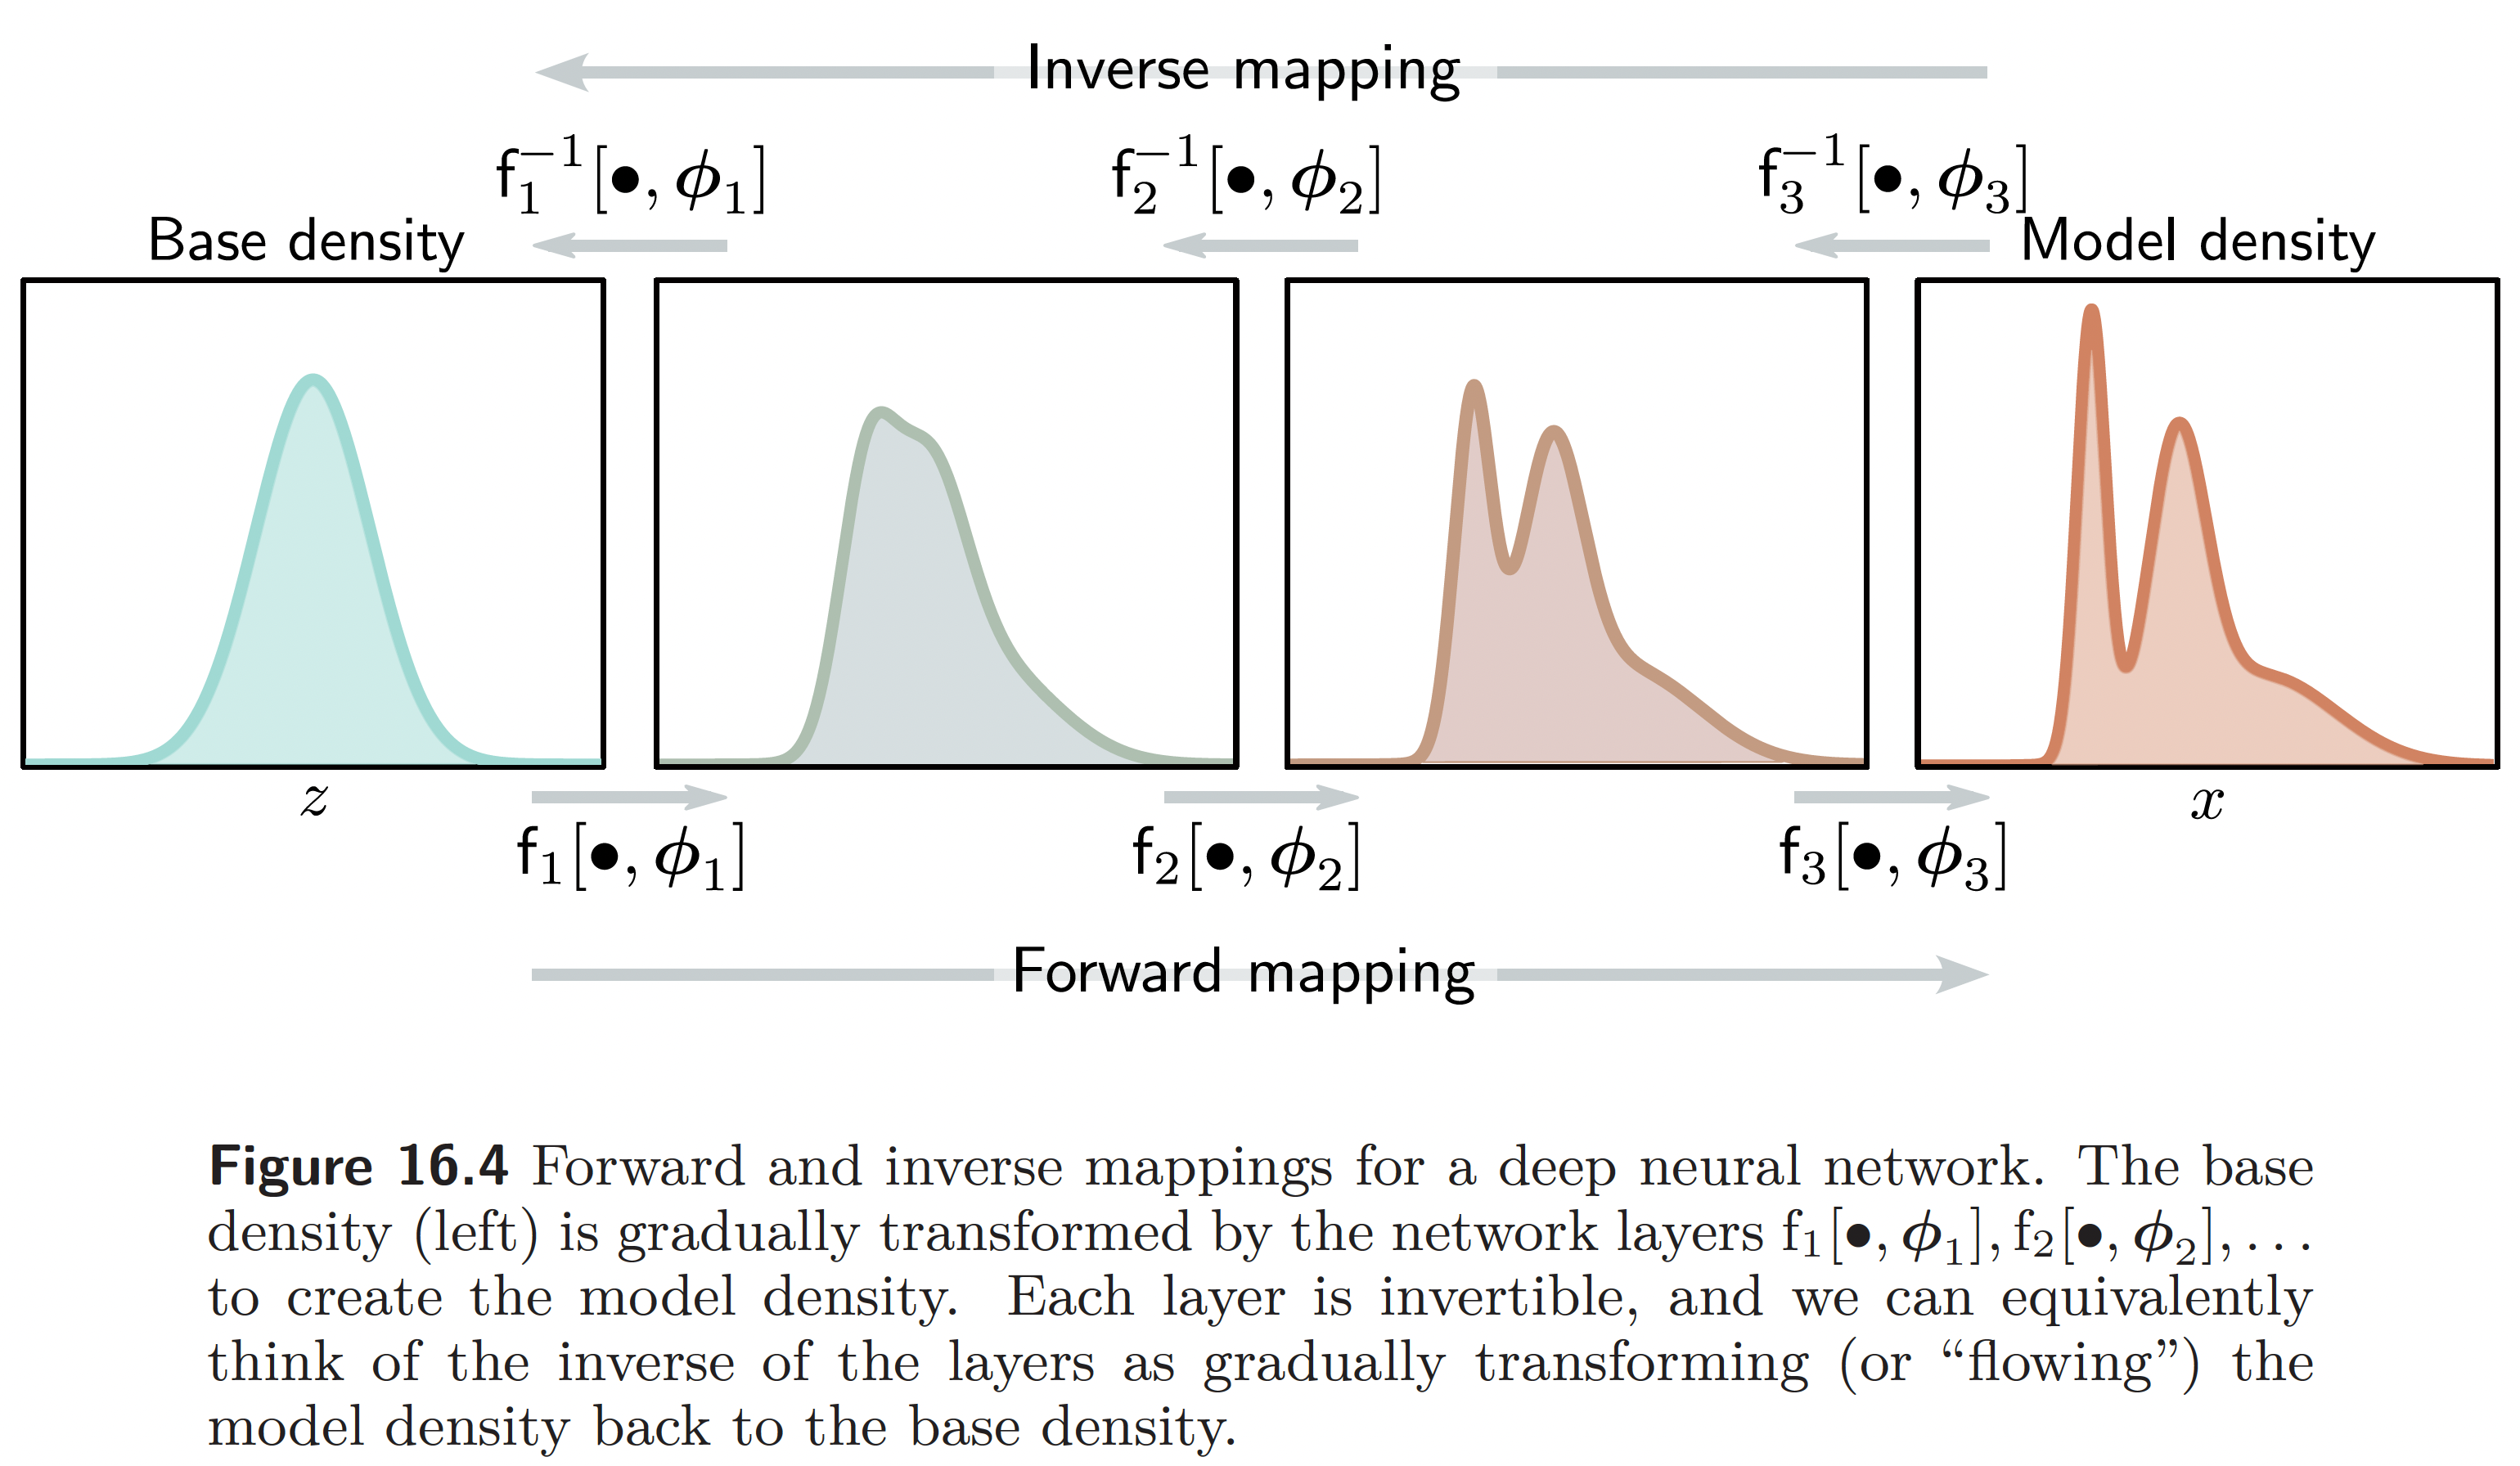 Inverse mapping
f₁⁻¹[•, ϕ₁] f₂⁻¹[•, ϕ₂] f₃⁻¹[•, ϕ₃]
Base density Model density
z x
f₁[•, ϕ₁] f₂[•, ϕ₂] f₃[•, ϕ₃]
Forward mapping
Figure 16.4 Forward and inverse mappings for a deep neural network. The base
density (left) is gradually transformed by the network layers f₁[•, ϕ₁], f₂[•, ϕ₂], . . .
to create the model density. Each layer is invertible, and we can equivalently
think of the inverse of the layers as gradually transforming (or “flowing”) the
model density back to the base density.